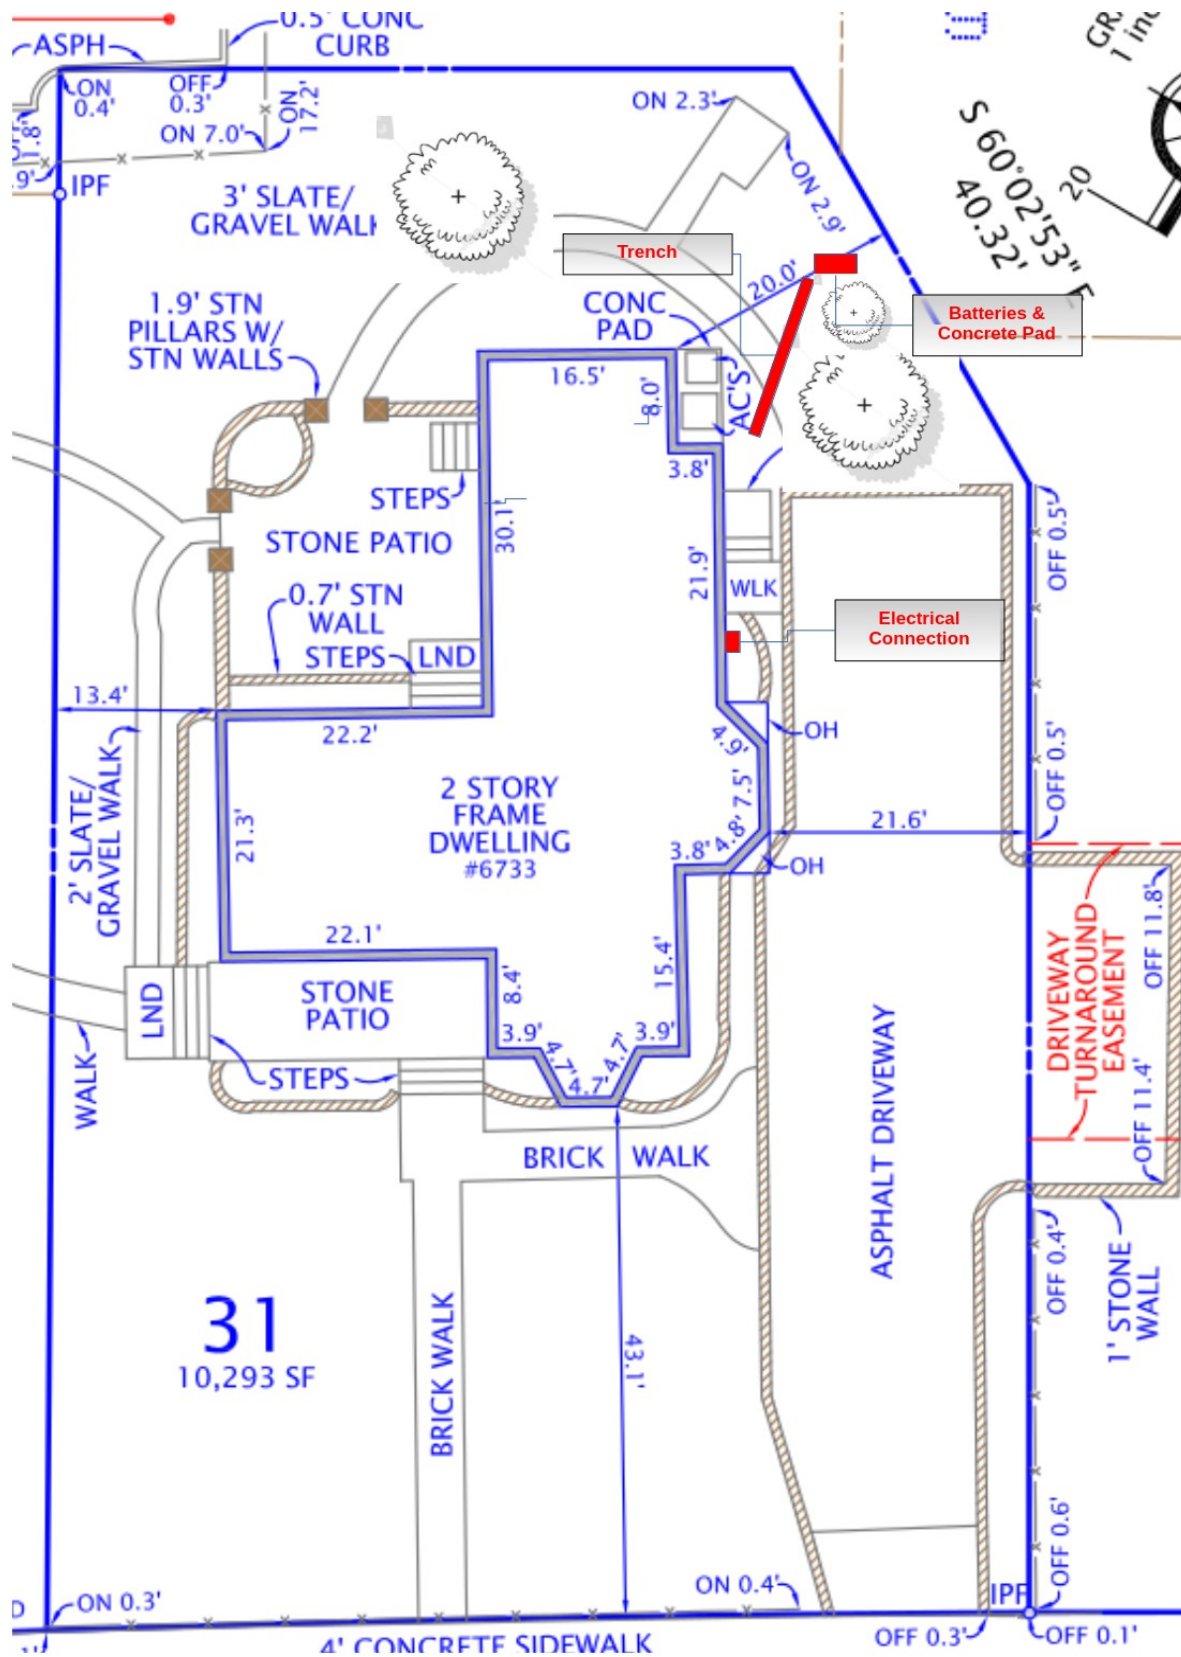 0.5' CONC
CURB
ASPH
ON
0.4'
OFF
0.3'
ON
17.2'
ON 7.0'
1.8'
.9'
IPF
3' SLATE/
GRAVEL WALK
ON 2.3'
ON 2.9'
20.0'
S 60°02'53" E
40.32'
20
1 inc
Trench
Batteries &
Concrete Pad
1.9' STN
PILLARS W/
STN WALLS
CONC
PAD
16.5'
8.0'
AC'S
3.8'
STEPS
30.1'
STONE PATIO
21.9'
WLK
OFF 0.5'
0.7' STN
WALL
STEPS
LND
Electrical
Connection
13.4'
22.2'
4.9'
OH
OFF 0.5'
2' SLATE/
GRAVEL WALK
21.3'
2 STORY
FRAME
DWELLING
#6733
7.5'
4.8'
3.8'
21.6'
OH
22.1'
8.4'
15.4'
STONE
PATIO
LND
3.9'
4.7'
4.7'
4.7'
3.9'
WALK
STEPS
DRIVEWAY
TURNAROUND
EASEMENT
OFF 11.8'
OFF 11.4'
BRICK WALK
ASPHALT DRIVEWAY
OFF 0.4'
1' STONE
WALL
31
10,293 SF
BRICK WALK
43.1'
OFF 0.6'
IPF
ON 0.3'
ON 0.4'
4' CONCRETE SIDEWALK
OFF 0.3'
OFF 0.1'